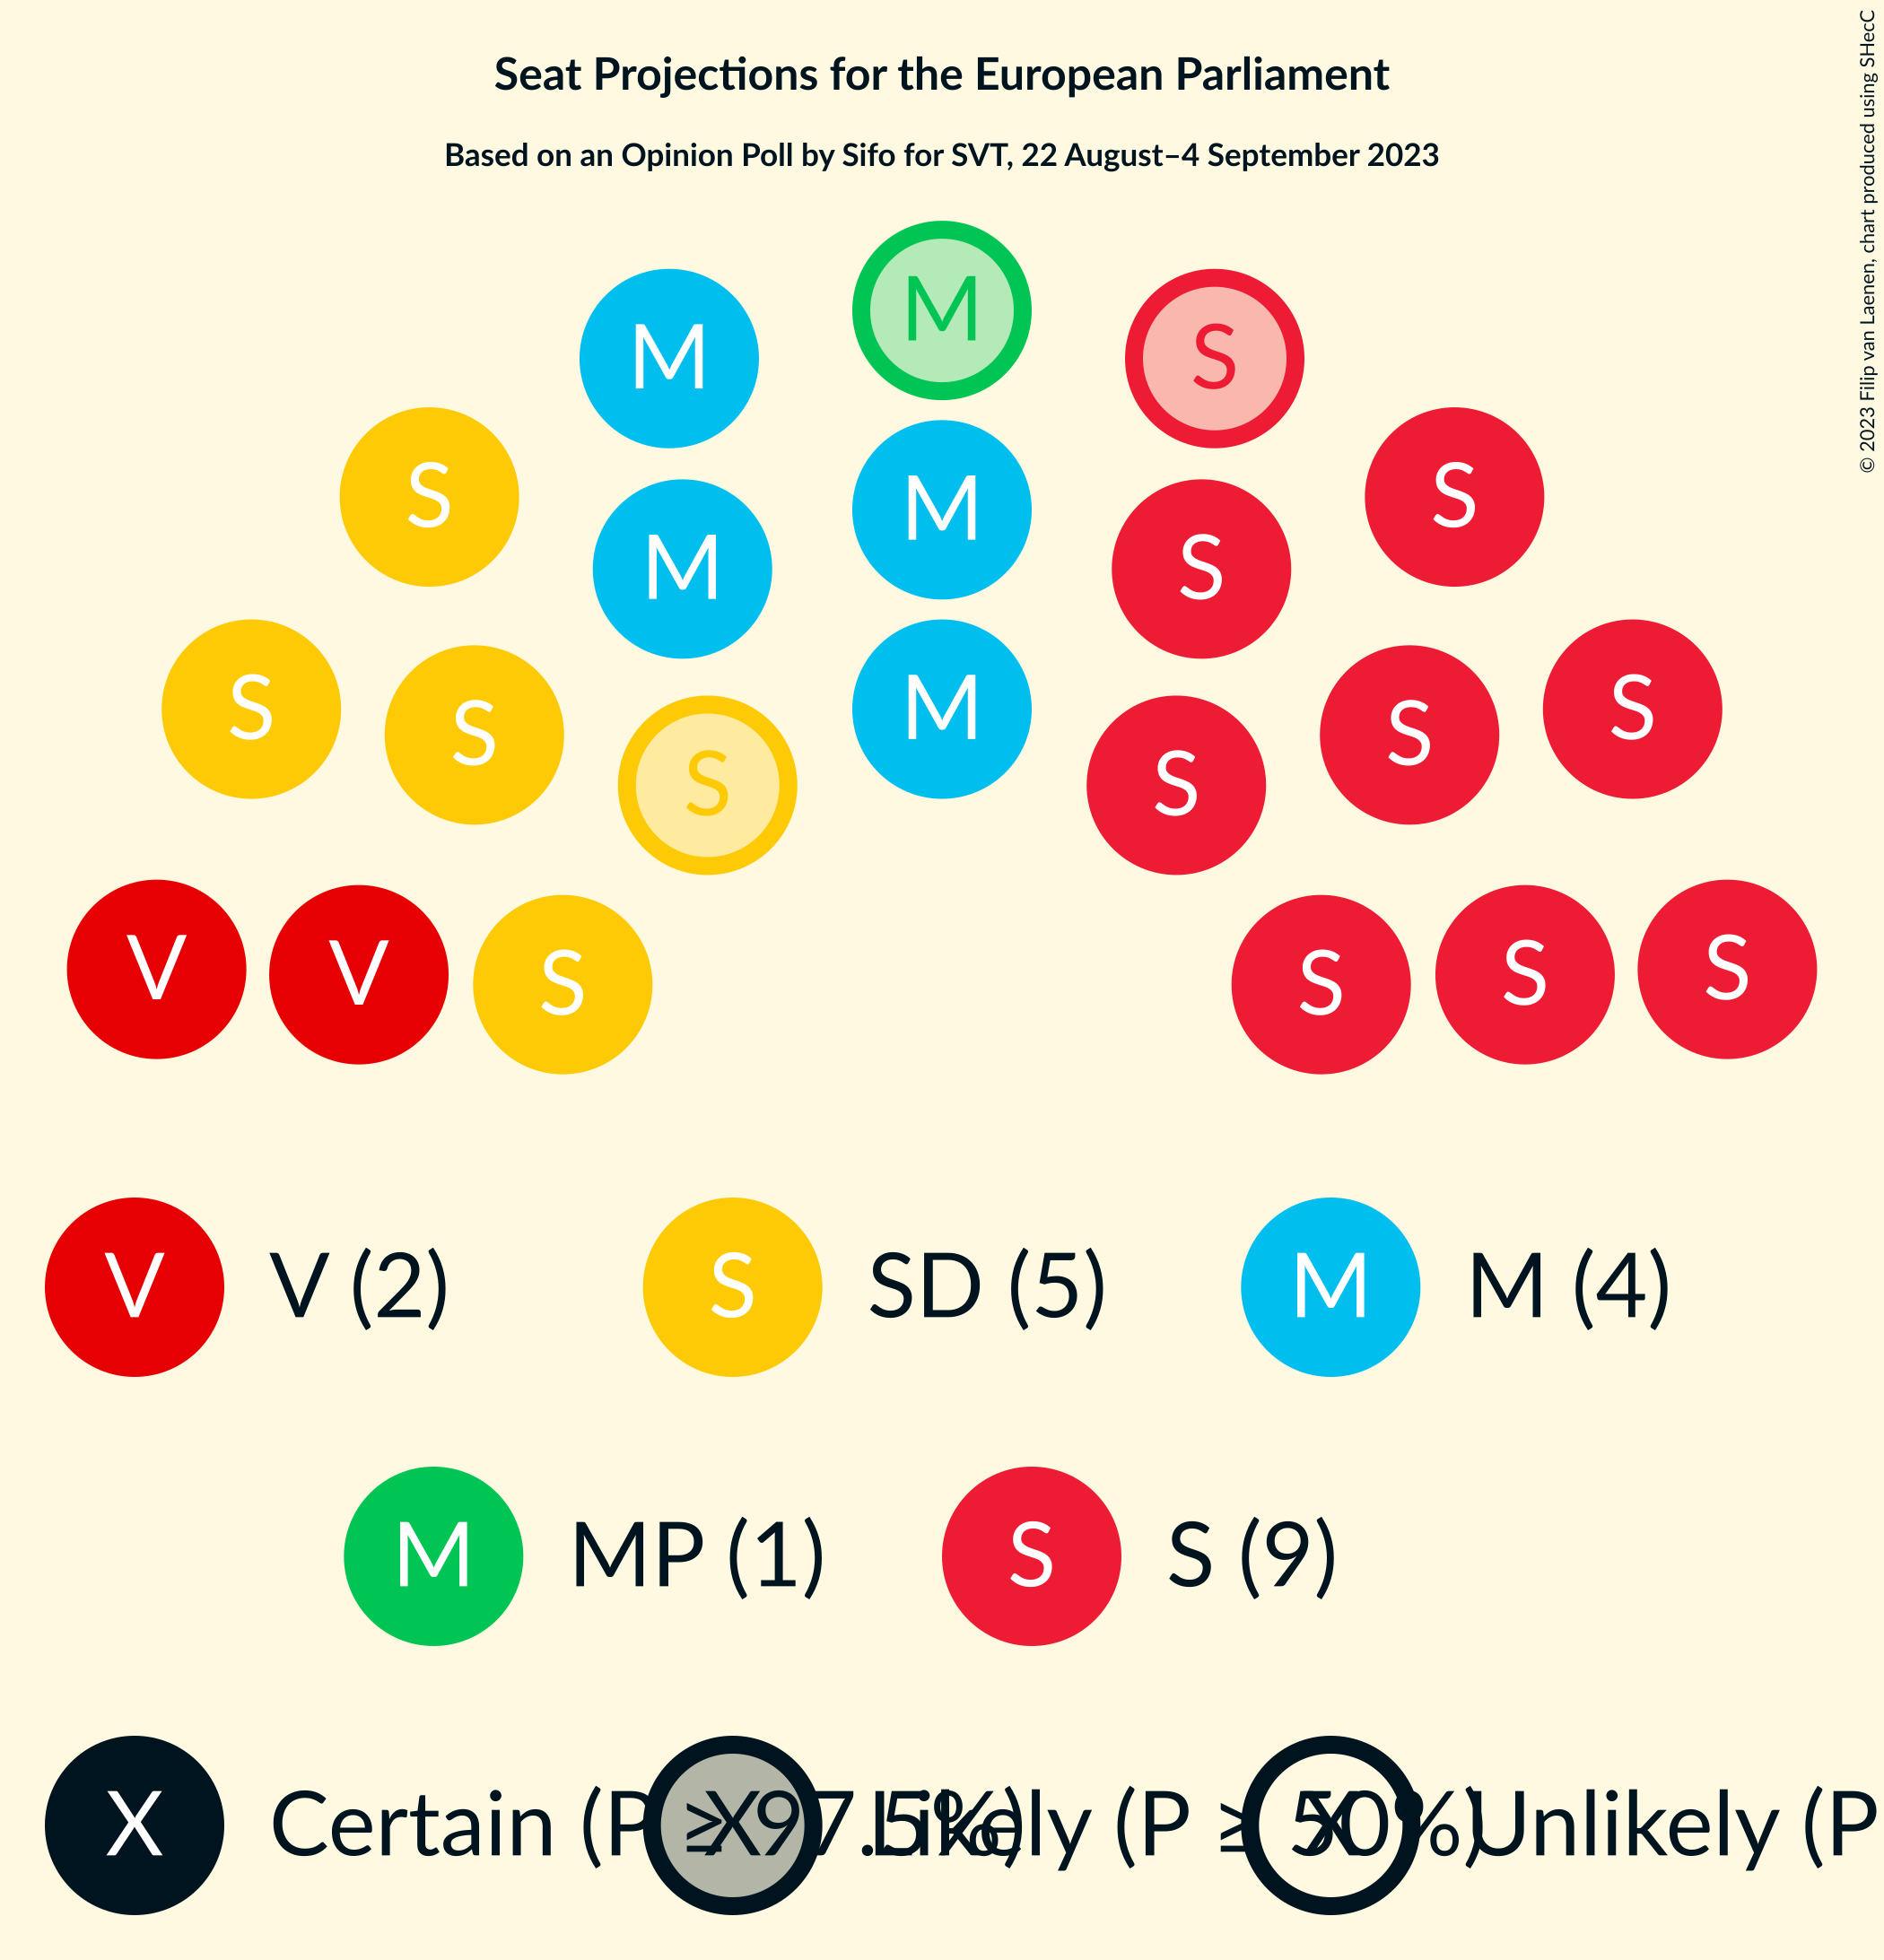 Seat Projections for the European Parliament
Based on an Opinion Poll by Sifo for SVT, 22 August–4 September 2023
© 2023 Filip van Laenen, chart produced using SHecC
M
M
S
S
M
M
S
S
S
S
S
M
S
S
S
V
V
S
S
S
S
V V (2)
S SD (5)
M M (4)
M MP (1)
S S (9)
X Certain (P ≥ 97.5%)
X Likely (P ≥ 50%)
X Unlikely (P